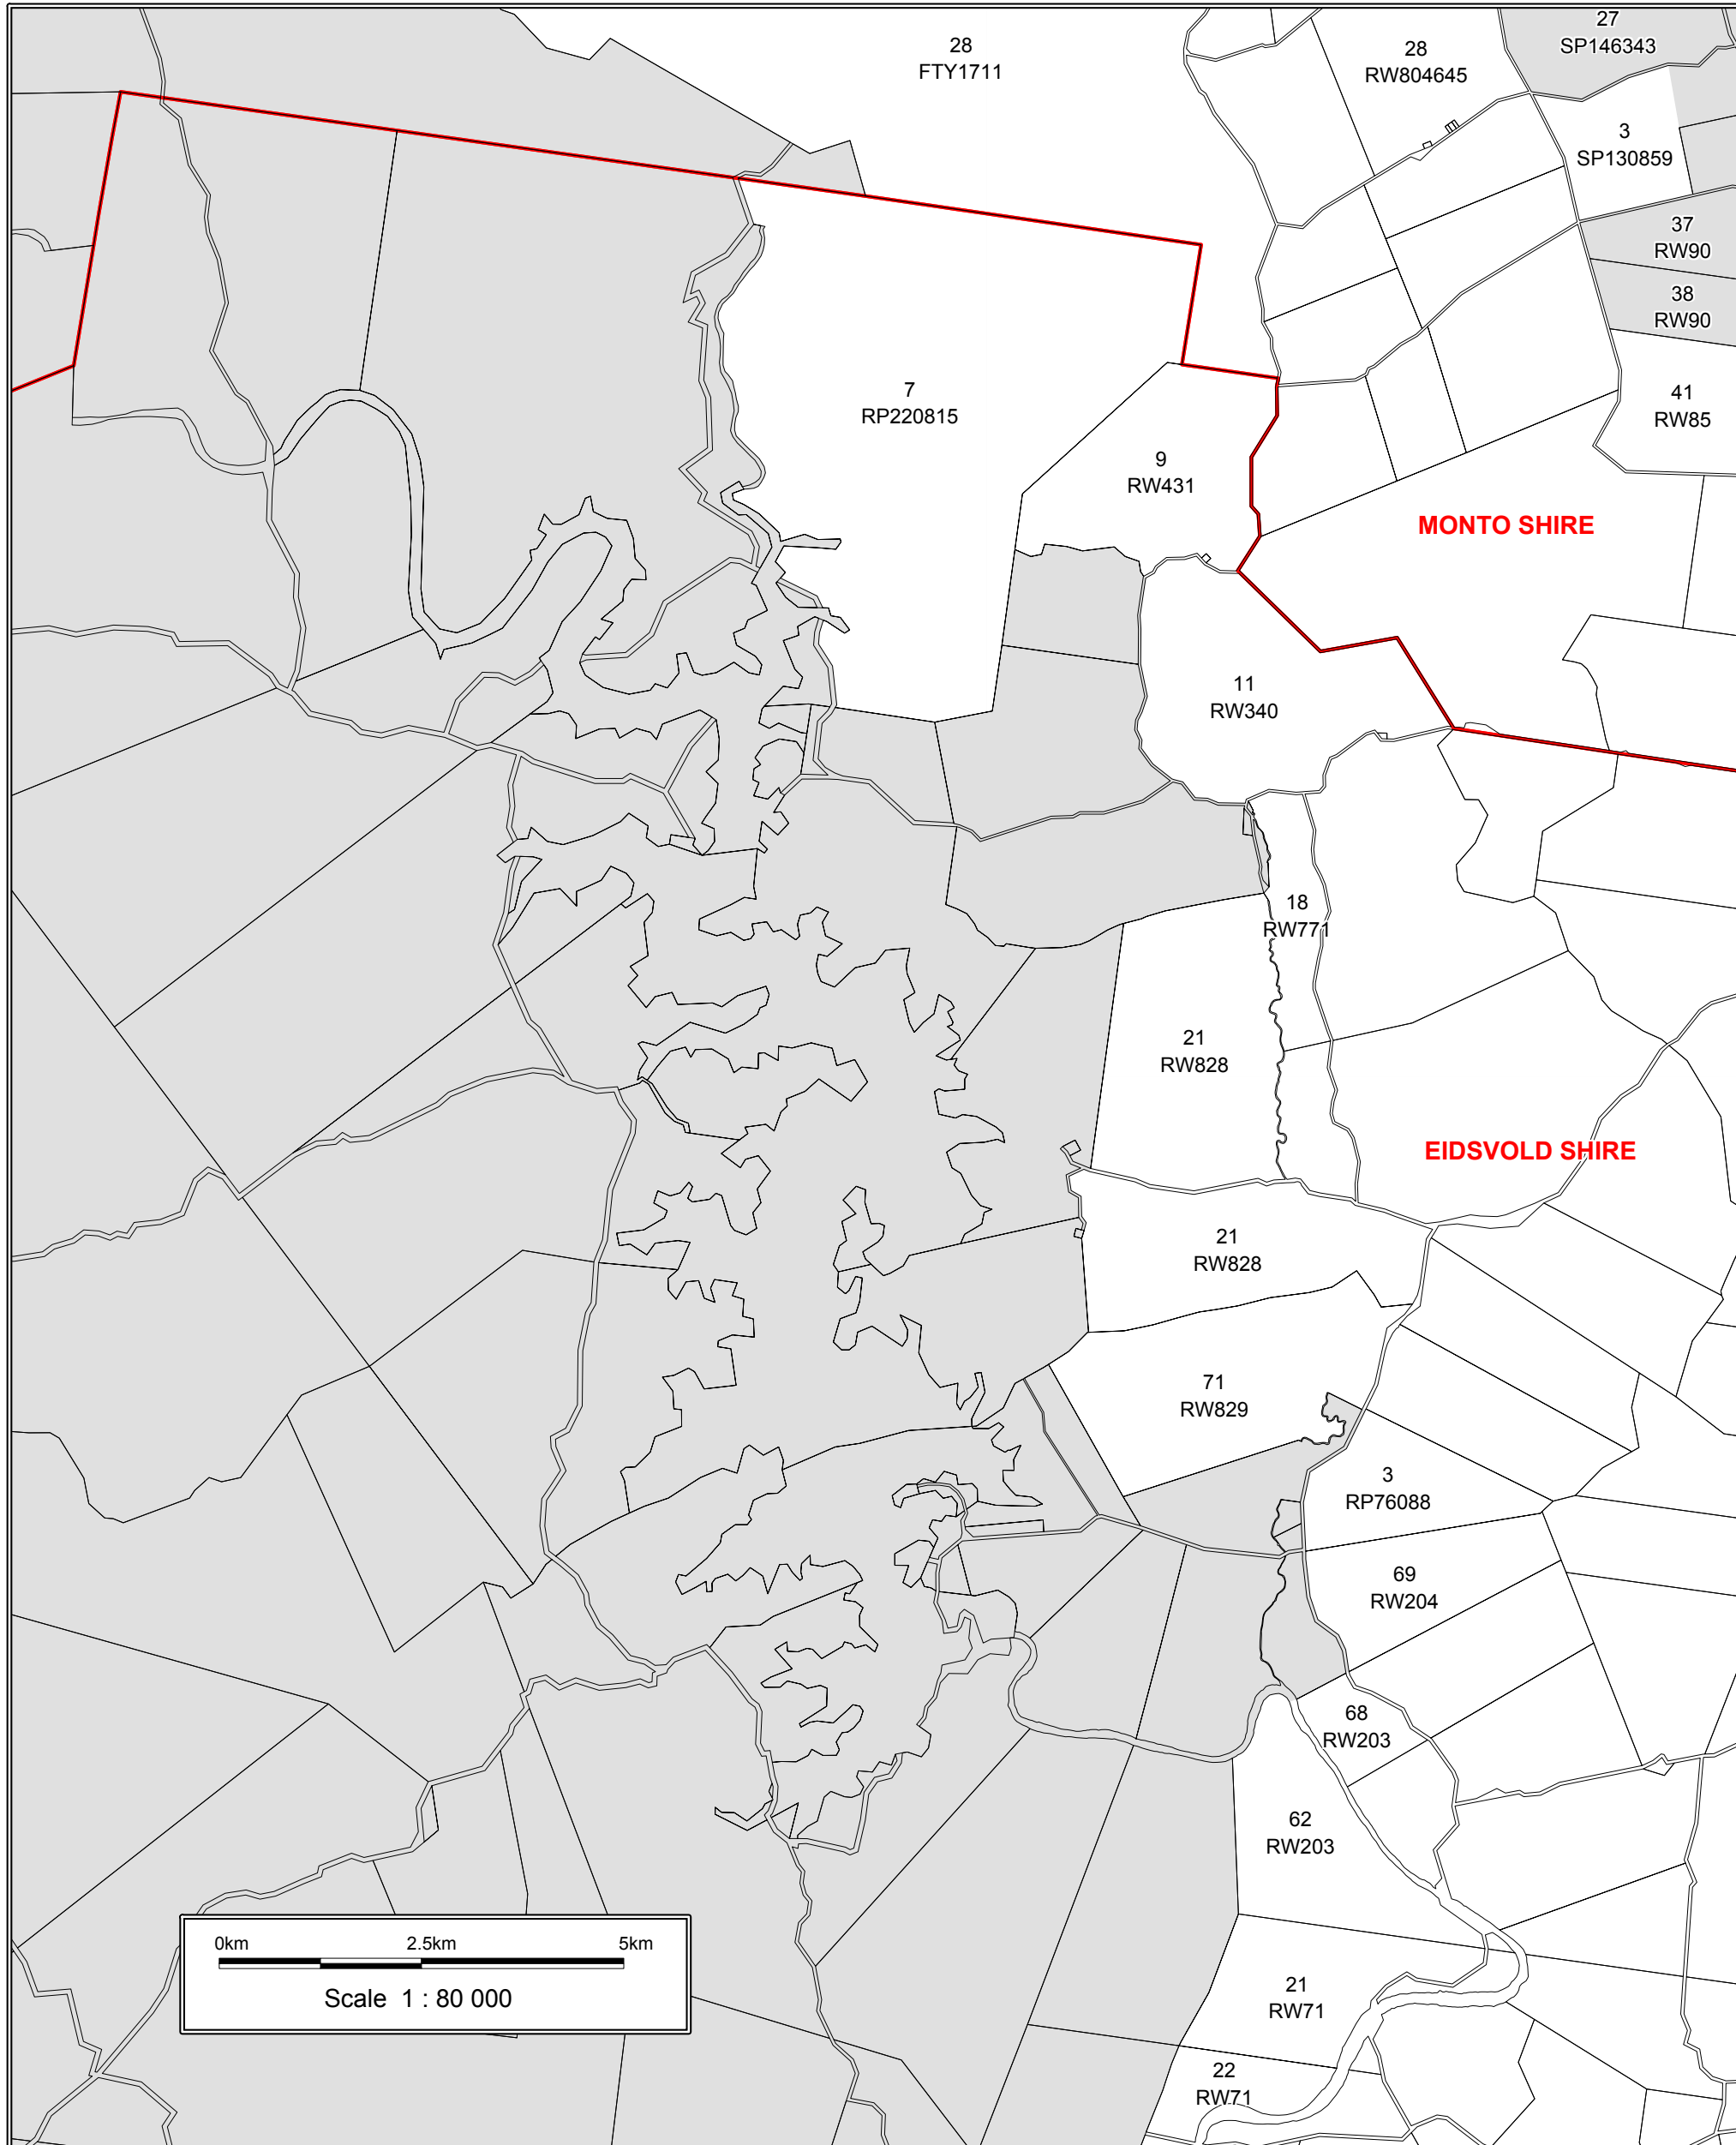 27
SP146343
28
FTY1711
28
RW804645
3
SP130859
37
RW90
38
RW90
7
RP220815
41
RW85
9
RW431
MONTO SHIRE
11
RW340
18
RW771
21
RW828
EIDSVOLD SHIRE
21
RW828
71
RW829
3
RP76088
69
RW204
68
RW203
62
RW203
0km 2.5km 5km
Scale 1 : 80 000
21
RW71
22
RW71